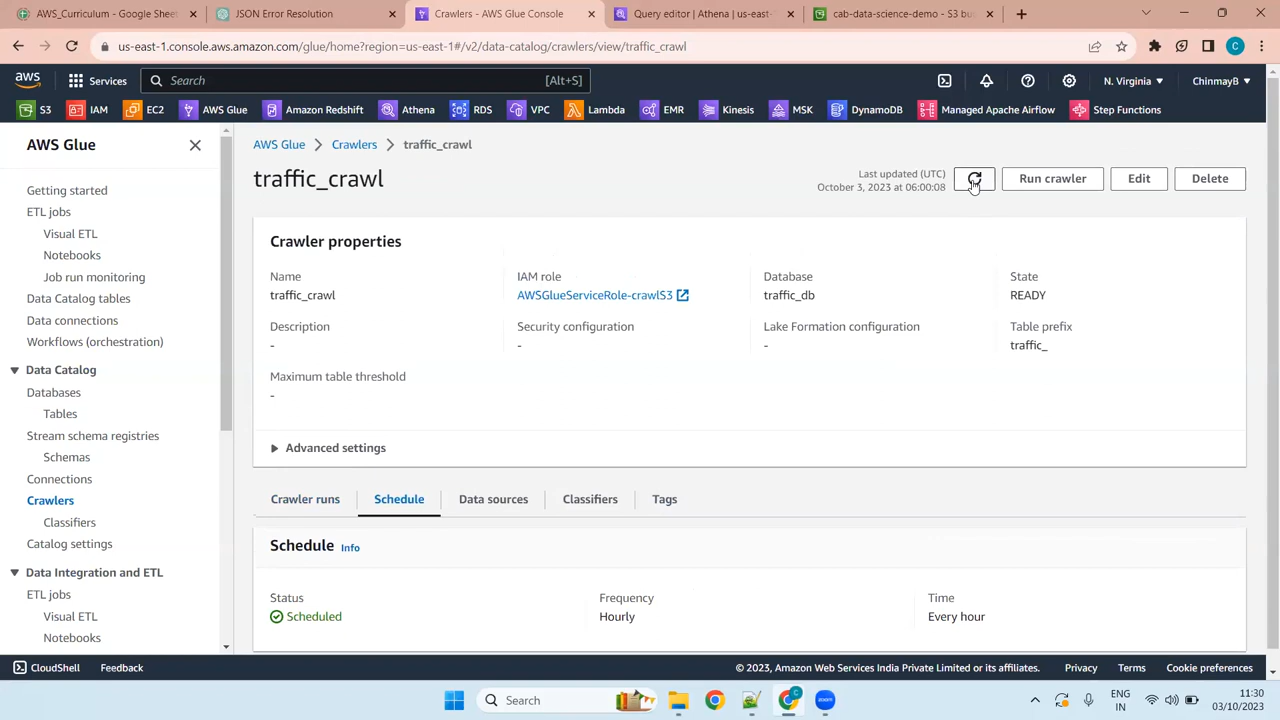 AWS_Curriculum - Google Sheet
JSON Error Resolution
Crawlers - AWS Glue Console
Query editor | Athena | us-east-
cab-data-science-demo - S3 bu
us-east-1.console.aws.amazon.com/glue/home?region=us-east-1#/v2/data-catalog/crawlers/view/traffic_crawl
C
aws
Services
Search
[Alt+S]
N. Virginia
ChinmayB
S3
IAM
EC2
AWS Glue
Amazon Redshift
Athena
RDS
VPC
Lambda
EMR
Kinesis
MSK
DynamoDB
Managed Apache Airflow
Step Functions
AWS Glue
Getting started
ETL jobs
Visual ETL
Notebooks
Job run monitoring
Data Catalog tables
Data connections
Workflows (orchestration)
Data Catalog
Databases
Tables
Stream schema registries
Schemas
Connections
Crawlers
Classifiers
Catalog settings
Data Integration and ETL
ETL jobs
Visual ETL
Notebooks
AWS Glue > Crawlers > traffic_crawl
traffic_crawl
Last updated (UTC)
October 3, 2023 at 06:00:08
Run crawler
Edit
Delete
Crawler properties
Name
traffic_crawl
IAM role
AWSGlueServiceRole-crawlS3
Database
traffic_db
State
READY
Description
-
Security configuration
-
Lake Formation configuration
-
Table prefix
traffic_
Maximum table threshold
-
Advanced settings
Crawler runs
Schedule
Data sources
Classifiers
Tags
Schedule Info
Status
Scheduled
Frequency
Hourly
Time
Every hour
CloudShell
Feedback
© 2023, Amazon Web Services India Private Limited or its affiliates.
Privacy
Terms
Cookie preferences
Search
C
zoom
ENG
IN
11:30
03/10/2023